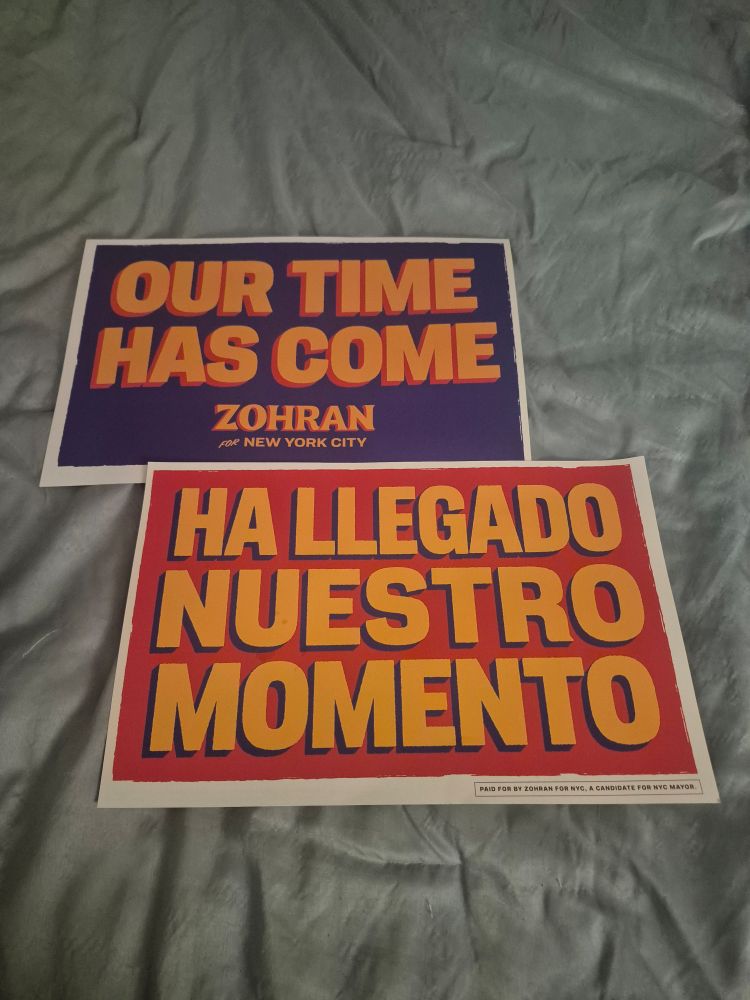 OUR TIME
HAS COME
ZOHRAN
FOR NEW YORK CITY
HA LLEGADO
NUESTRO
MOMENTO
PAID FOR BY ZOHRAN FOR NYC, A CANDIDATE FOR NYC MAYOR.